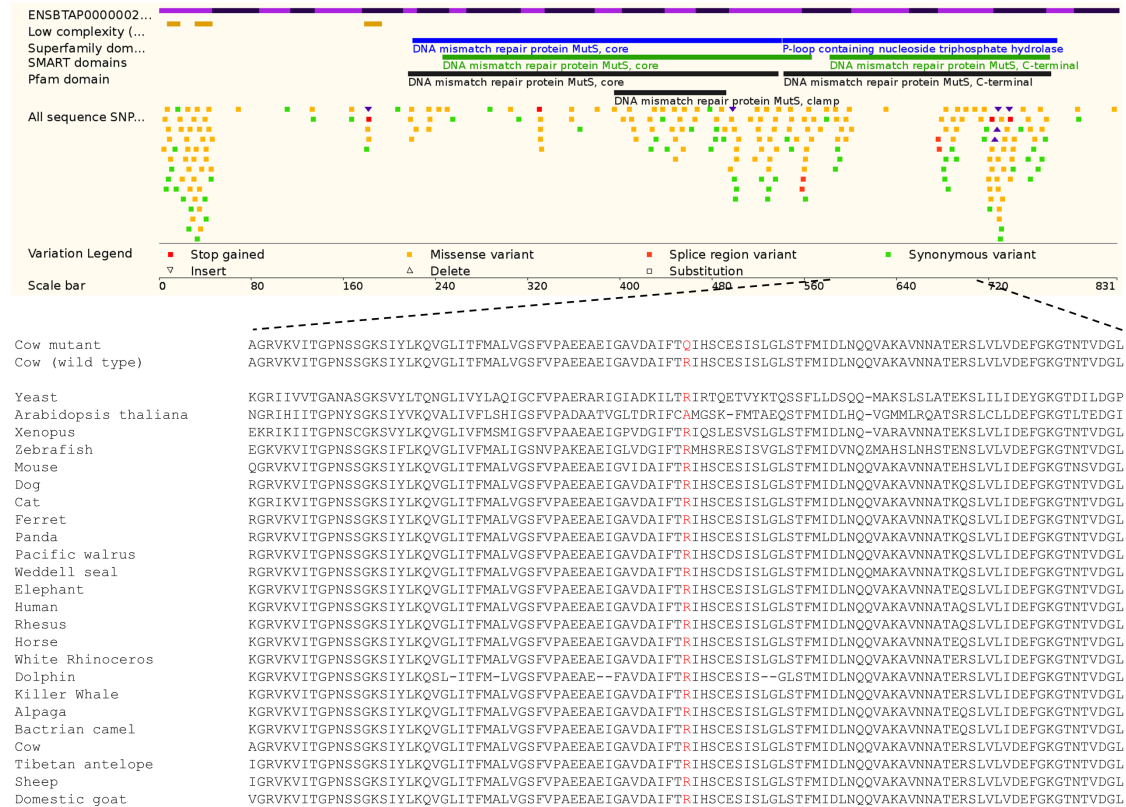 ENSBTAP0000002...
Low complexity (...
Superfamily dom...
DNA mismatch repair protein MutS, core P-loop containing nucleoside triphosphate hydrolase
SMART domains
DNA mismatch repair protein MutS, core DNA mismatch repair protein MutS, C-terminal
Pfam domain
DNA mismatch repair protein MutS, core DNA mismatch repair protein MutS, C-terminal
DNA mismatch repair protein MutS, clamp
All sequence SNP...
Variation Legend Stop gained Missense variant Splice region variant Synonymous variant
Insert Delete Substitution
Scale bar 0 80 160 240 320 400 480 560 640 720 831
Cow mutant AGRVKVITGPNSSGKSIYLKQVGLITFMALVGSFVPAEEAEIGAVDAIFTQIHSCESISLGLSTFMIDLNQQVAKAVNNATERSLVLVDEFGKGTNTVDGL
Cow (wild type) AGRVKVITGPNSSGKSIYLKQVGLITFMALVGSFVPAEEAEIGAVDAIFTRIHSCESISLGLSTFMIDLNQQVAKAVNNATERSLVLVDEFGKGTNTVDGL
Yeast KGRIIVVTGANASGKSVYLTQNGLIVYLAQIGCFVPAERARIGIADKILTRIRTQETVYKTQSSFLLDSQQ-MAKSLSLATEKSLILIDEYGKGTDILDGP
Arabidopsis thaliana NGRIHIITGPNYSGKSIYVKQVALIVFLSHIGSFVPADAATVGLTDRIFCAMGSK-FMTAEQSTFMIDLHQ-VGMMLRQATSRSLCLLDEFGKGTLTEDGI
Xenopus EKRIKIITGPNSCGKSVYLKQVGLIVFMSMIGSFVPAAEAEIGPVDGIFTRIQSLESVSLGLSTFMIDLNQ-VARAVNNATEKSLVLIDEFGKGTNTVDGL
Zebrafish EGKVKVITGPNSSGKSIFLKQVGLIVFMALIGSNVPAKEAEIGLVDGIFTRMHSRESISVGLSTFMIDVNQZMAHSLNHSTENSLVLIDEFGKGTNTVDGL
Mouse QGRVKVITGPNSSGKSIYLKQVGLITFMALVGSFVPAEEAEIGVIDAIFTRIHSCESISLGLSTFMIDLNQQVAKAVNNATEHSLVLIDEFGKGTNSVDGL
Dog RGRVKVITGPNSSGKSIYLKQVGLITFMALVGSFVPAEEAEIGAVDAIFTRIHSCESISLGLSTFMIDLNQQVAKAVNNATKQSLVLIDEFGKGTNTVDGL
Cat KGRIKVITGPNSSGKSIYLKQVGLITFMALVGSFVPAEEAEIGAVDAIFTRIHSCESISLGLSTFMIDLNQQVAKAVNNATKQSLVLIDEFGKGTNTVDGL
Ferret RGRVKVITGPNSSGKSIYLKQVGLITFMALVGSFVPAEEAEIGAVDAIFTRIHSCESISLGLSTFMIDLNQQVAKAVNNATKQSLVLIDEFGKGTNTVDGL
Panda RGRVKVITGPNSSGKSIYLKQVGLITFMALVGSFVPAEEAEIGAVDAIFTRIHSCESISLGLSTFMLDLNQQVAKAVNNATKQSLVLIDEFGKGTNTVDGL
Pacific walrus RGRVKVITGPNSSGKSIYLKQVGLITFMALVGSFVPAEEAEIGAVDAIFTRIHSCDSISLGLSTFMIDLNQQVAKAVNNATKQSLVLIDEFGKGTNTVDGL
Weddell seal RGRVKVITGPNSSGKSIYLKQVGLITFMALVGSFVPAEEAEIGAVDAIFTRIHSCDSISLGLSTFMIDLNQQMAKAVNNATKQSLVLIDEFGKGTNTVDGL
Elephant KGRVKVITGPNSSGKSIYLKQVGLITFMALVGSFVPAEEAEIGAVDAIFTRIHSCESISLGLSTFMIDLNQQVAKAVNNATEQSLVLIDEFGKGTNTVDGL
Human KGRVKVITGPNSSGKSIYLKQVGLITFMALVGSFVPAEEAEIGAVDAIFTRIHSCESISLGLSTFMIDLNQQVAKAVNNATAQSLVLIDEFGKGTNTVDGL
Rhesus KGRVKVITGPNSSGKSIYLKQVGLITFMALVGSFVPAEEAEIGAVDAIFTRIHSCESISLGLSTFMIDLNQQVAKAVNNATAQSLVLIDEFGKGTNTVDGL
Horse KGRVKVITGPNSSGKSIYLKQVGLITFMALVGSFVPAEEAEIGAVDAIFTRIHSCESISLGLSTFMIDLNQQVAKAVNNATEQSLVLIDEFGKGTNTVDGL
White Rhinoceros KGRVKVITGPNSSGKSIYLKQVGLITFMALVGSFVPAEEAEIGAVDAIFTRIHSCESISLGLSTFMIDLNQQVAKAVNNATERSLVLIDEFGKGTNTVDGL
Dolphin KGRVKVITGPNSSGKSIYLKQSL-ITFM-LVGSFVPAEAE--FAVDAIFTRIHSCESIS--GLSTMIDLNQQVAKAVNNATERSLVLIDEFGKGTNTVDGL
Killer Whale KGRVKVITGPNSSGKSIYLKQVGLITFMALVGSFVPAEEAEIGAVDAIFTRIHSCESISLGLSTFMIDLNQQVAKAVNNATERSLVLIDEFGKGTNTVDGL
Alpaga KGRVKVITGPNSSGKSIYLKQVGLITFMALVGSFVPAEEAEIGAVDAIFTRIHSCESISLGLSTFMIDLNQQVAKAVNNATEQSLVLIDEFGKGTNTVDGL
Bactrian camel KGRVKVITGPNSSGKSIYLKQVGLITFMALVGSFVPAEEAEIGAVDAIFTRIHSCESISLGLSTFMIDLNQQVAKAVNNATEQSLVLIDEFGKGTNTVDGL
Cow AGRVKVITGPNSSGKSIYLKQVGLITFMALVGSFVPAEEAEIGAVDAIFTRIHSCESISLGLSTFMIDLNQQVAKAVNNATERSLVLVDEFGKGTNTVDGL
Tibetan antelope IGRVKVITGPNSSGKSIYLKQVGLITFMALVGSFVPAEEAEIGAVDAIFTRIHSCESISLGLSTFMIDLNQQVAKAVNNATERSLVLVDEFGKGTNTVDGL
Sheep IGRVKVITGPNSSGKSIYLKQVGLITFMALVGSFVPAEEAEIGAVDAIFTRIHSCESISLGLSTFMIDLNQQVAKAVNNATERSLVLVDEFGKGTNTVDGL
Domestic goat VGRVKVITGPNSSGKSIYLKQVGLITFMALVGSFVPAEEAEIGAVDAIFTRIHSCESISLGLSTFMIDLNQQVAKAVNNATERSLVLVDEFGKGTNTVDGL